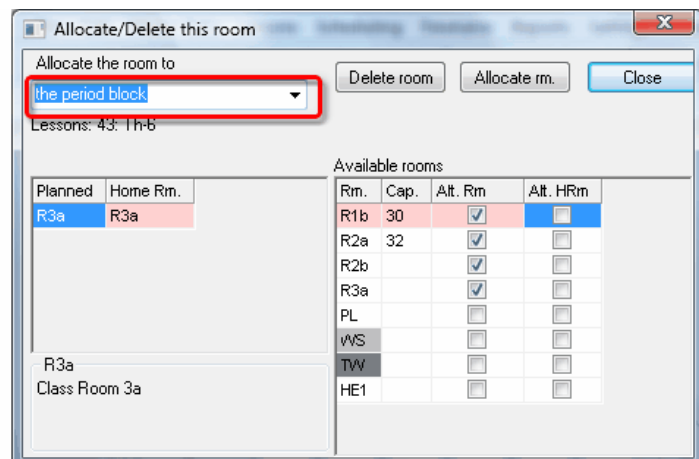 Allocate/Delete this room
Allocate the room to
the period block
Delete room
Allocate rm.
Close
Lessons: 43: Th-6
Available rooms
Planned Home Rm.
R3a R3a
Rm. Cap. Alt. Rm Alt. HRm
R1b 30
R2a 32
R2b
R3a
PL
WS
TW
HE1
R3a
Class Room 3a